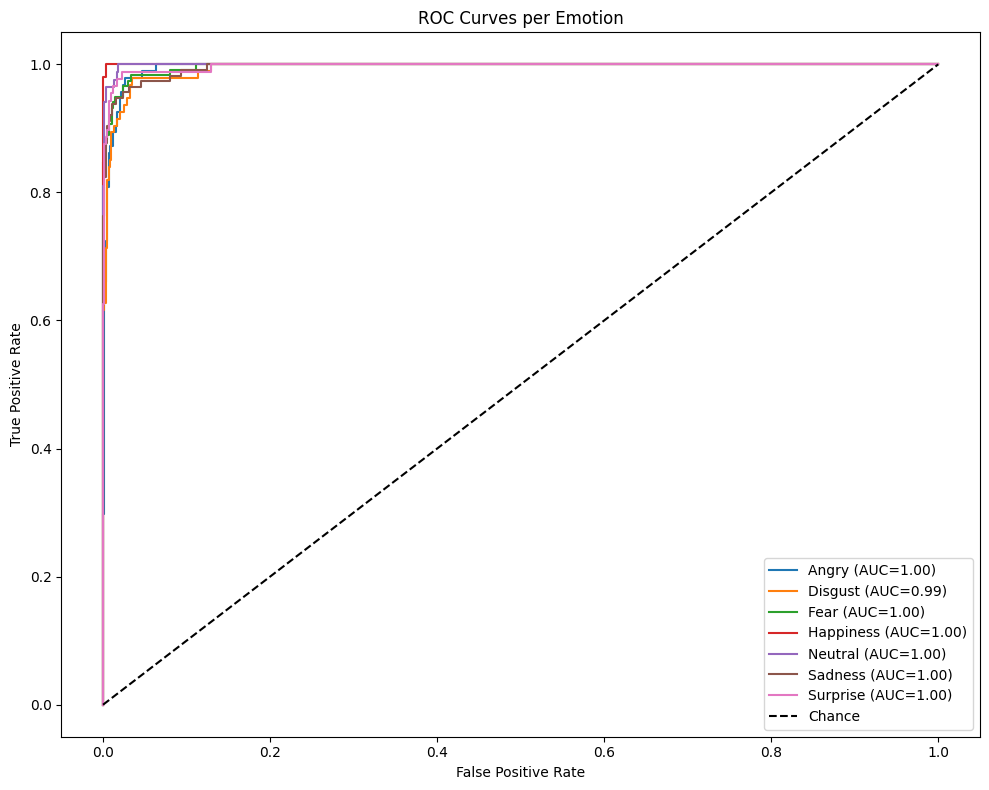 ROC Curves per Emotion
True Positive Rate
1.0
0.8
0.6
0.4
0.2
0.0
Angry (AUC=1.00)
Disgust (AUC=0.99)
Fear (AUC=1.00)
Happiness (AUC=1.00)
Neutral (AUC=1.00)
Sadness (AUC=1.00)
Surprise (AUC=1.00)
Chance
0.0 0.2 0.4 0.6 0.8 1.0
False Positive Rate